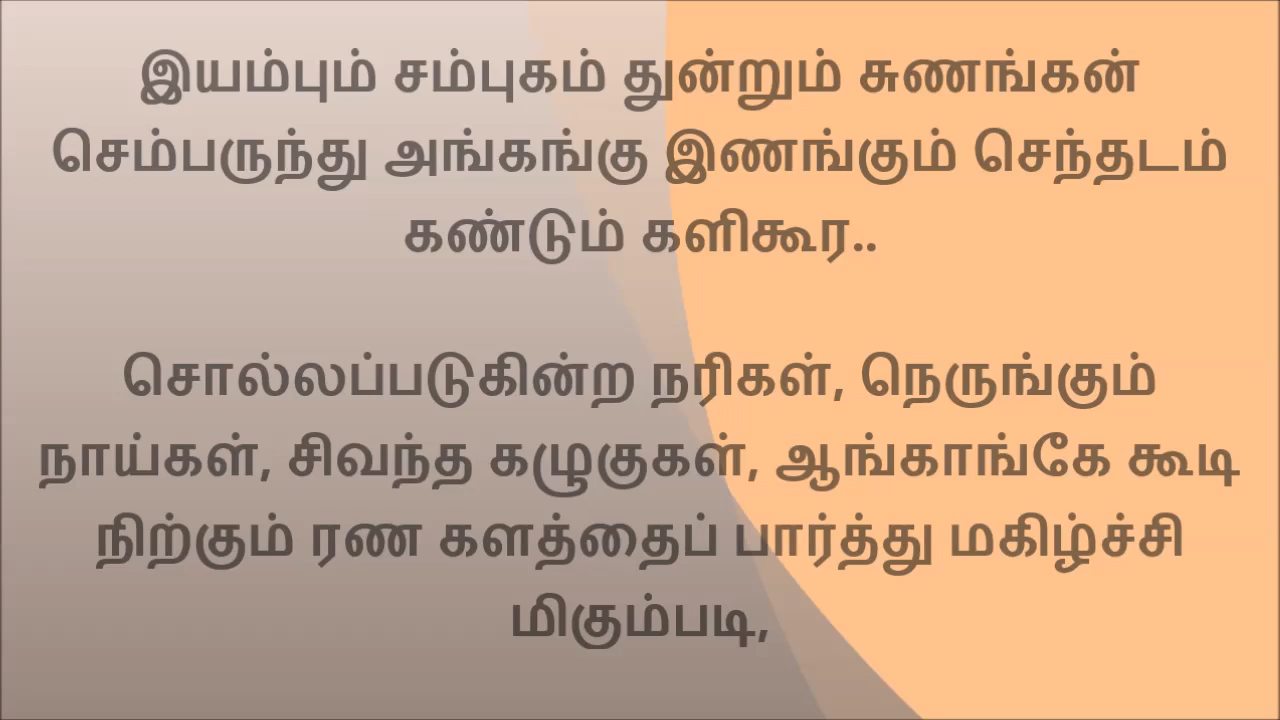 இயம்பும் சம்புகம் துன்றும் சுணங்கன்
செம்பருந்து அங்கங்கு இணங்கும் செந்தடம்
கண்டும் களிகூர..
சொல்லப்படுகின்ற நரிகள், நெருங்கும்
நாய்கள், சிவந்த கழுகுகள், ஆங்காங்கே கூடி
நிற்கும் ரண களத்தைப் பார்த்து மகிழ்ச்சி
மிகும்படி,